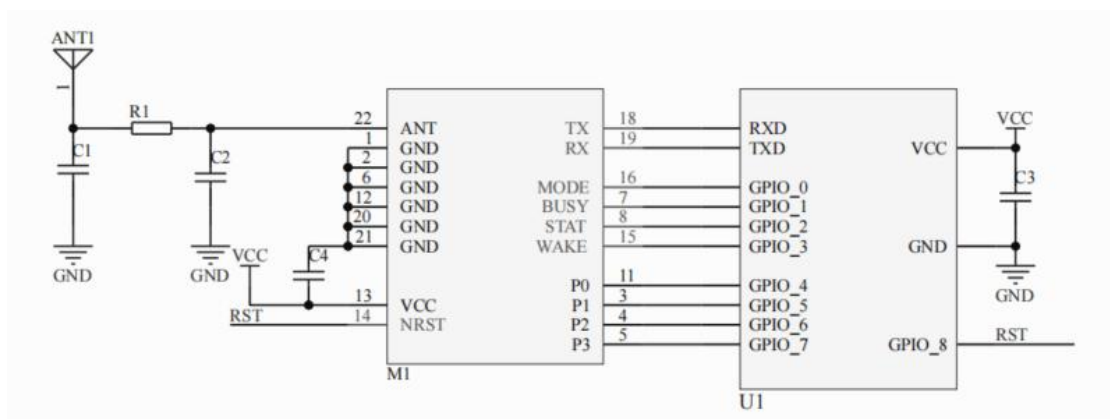 ANT1
1
R1
C1
C2
GND
GND
22 ANT
1 GND
2 GND
6 GND
12 GND
20 GND
21 GND
VCC
C4
13 VCC
RST 14 NRST
TX 18
RX 19
MODE 16
BUSY 7
STAT 8
WAKE 15
P0 11
P1 3
P2 4
P3 5
M1
RXD
TXD
GPIO_0
GPIO_1
GPIO_2
GPIO_3
GPIO_4
GPIO_5
GPIO_6
GPIO_7
VCC
GND
GPIO_8
U1
VCC
C3
GND
RST